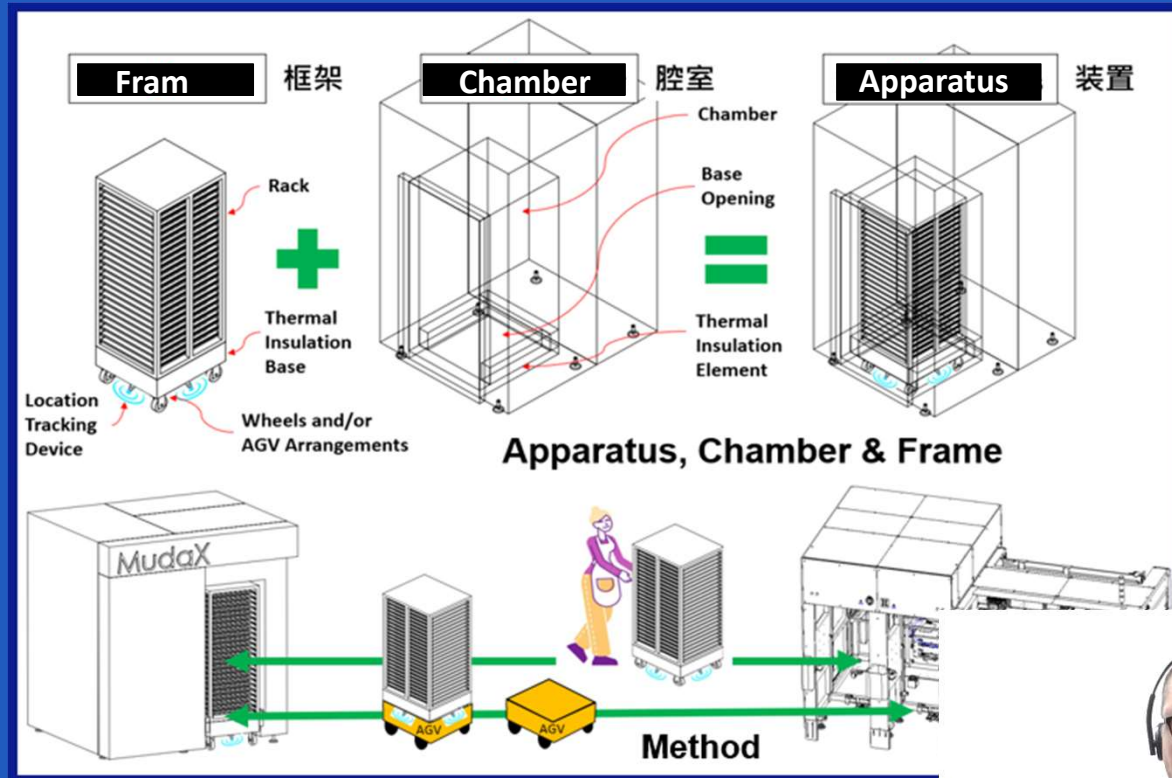 Fram 框架
Chamber 腔室
Apparatus 装置
Rack
Thermal
Insulation
Base
Location
Tracking
Device
Wheels and/or
AGV Arrangements
Chamber
Base
Opening
Thermal
Insulation
Element
Apparatus, Chamber & Frame
MudaX
AGV
AGV
Method